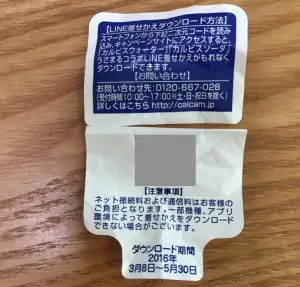 【LINE着せかえダウンロード方法】
スマートフォンから下記二次元コードを読み
込み、キャンペーンサイトにアクセスすると
「カルピスウォーター」「カルピスソーダ」
うさまるコラボLINE着せかえがもれなく
ダウンロードできます。
【お問い合わせ】
お問い合わせ先:0120-667-028
(受付時間10:00〜17:00※土・日・祝日を除く)
詳しくはこちら http://calcam.jp
【注意事項】
ネット接続料および通信料はお客様の
ご負担となります。一部機種、アプリ
環境によって着せかえをダウンロード
できない場合がございます。
ダウンロード期間
2016年
3月8日〜5月30日